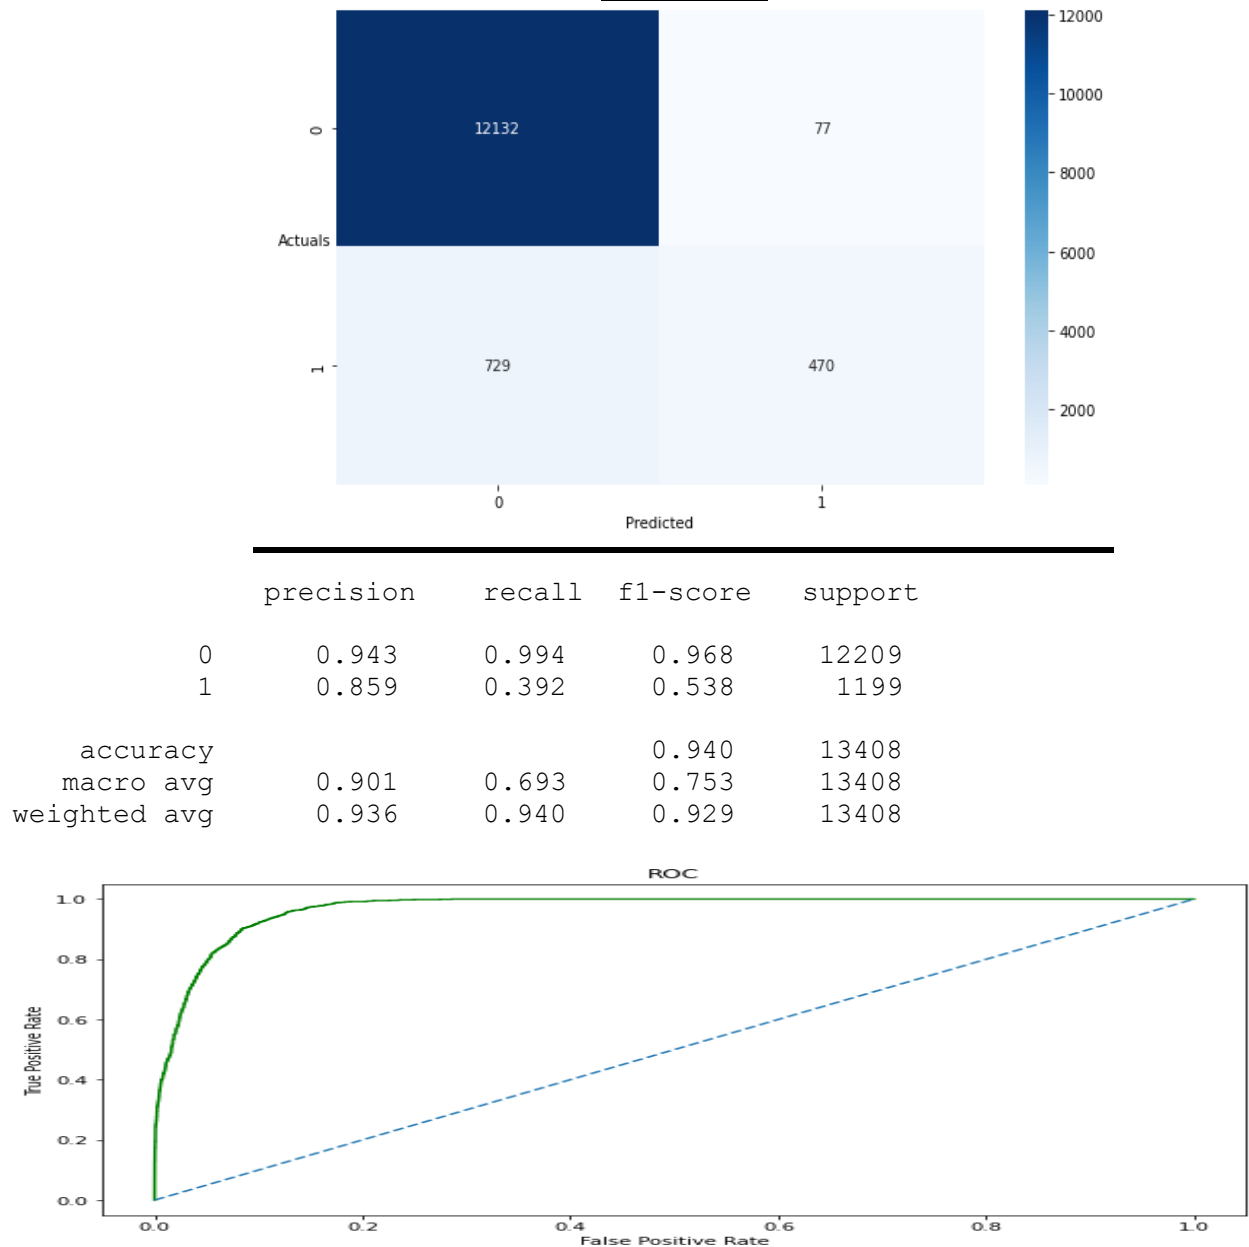 12000
12132 77
10000
0
8000
Actuals
6000
4000
1 729 470
2000
0 1
Predicted
precision recall f1-score support
0 0.943 0.994 0.968 12209
1 0.859 0.392 0.538 1199
accuracy 0.940 13408
macro avg 0.901 0.693 0.753 13408
weighted avg 0.936 0.940 0.929 13408
ROC
1.0
0.8
0.6
0.4
0.2
0.0
True Positive Rate
0.0 0.2 0.4 0.6 0.8 1.0
False Positive Rate